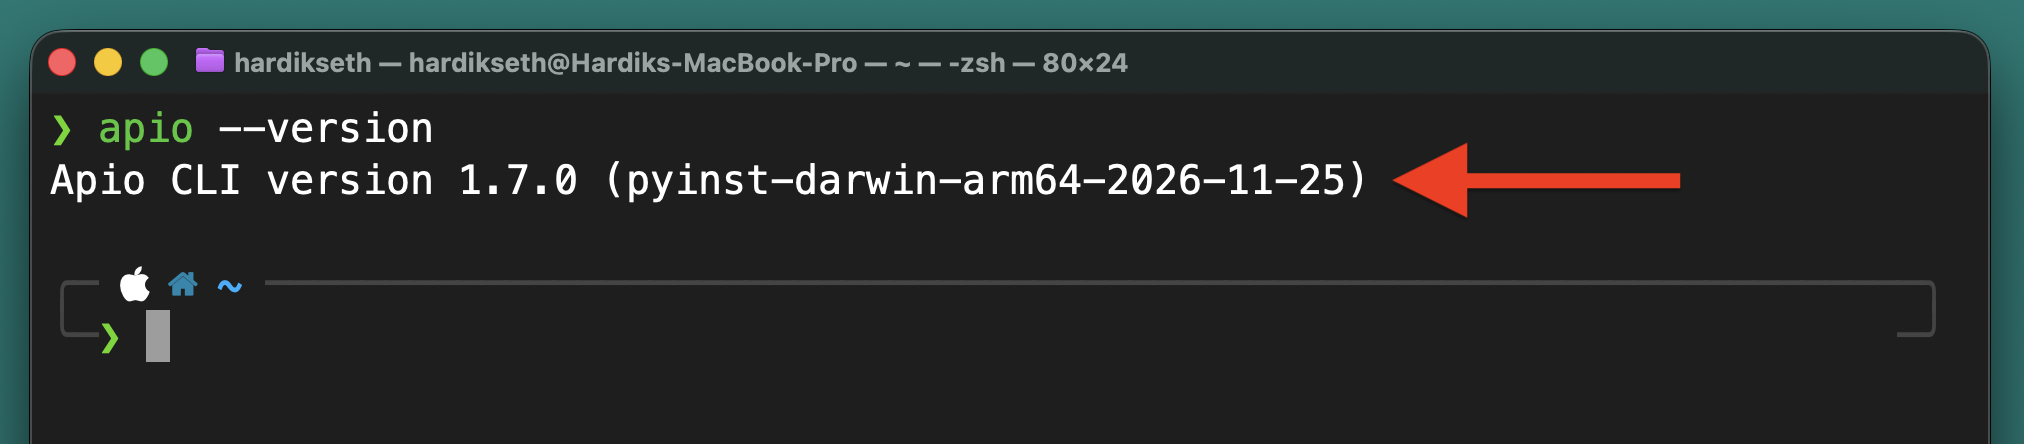 hardikseth — hardikseth@Hardiks-MacBook-Pro — ~ — -zsh — 80×24
❯ apio --version
Apio CLI version 1.7.0 (pyinst-darwin-arm64-2026-11-25)
~
❯